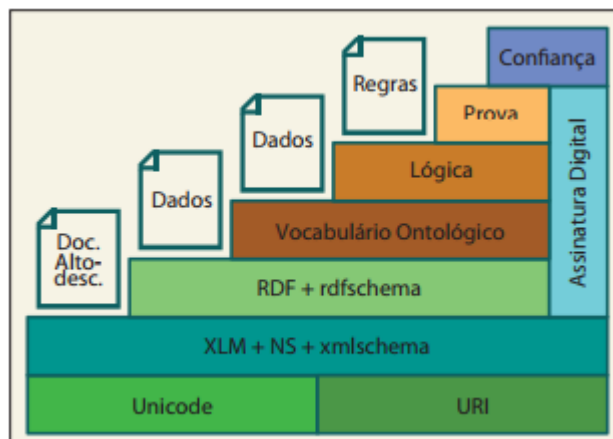 Confiança
Regras
Prova
Dados
Lógica
Assinatura Digital
Dados
Vocabulário Ontológico
Doc.
Alto-
desc.
RDF + rdfschema
XLM + NS + xmlschema
Unicode
URI